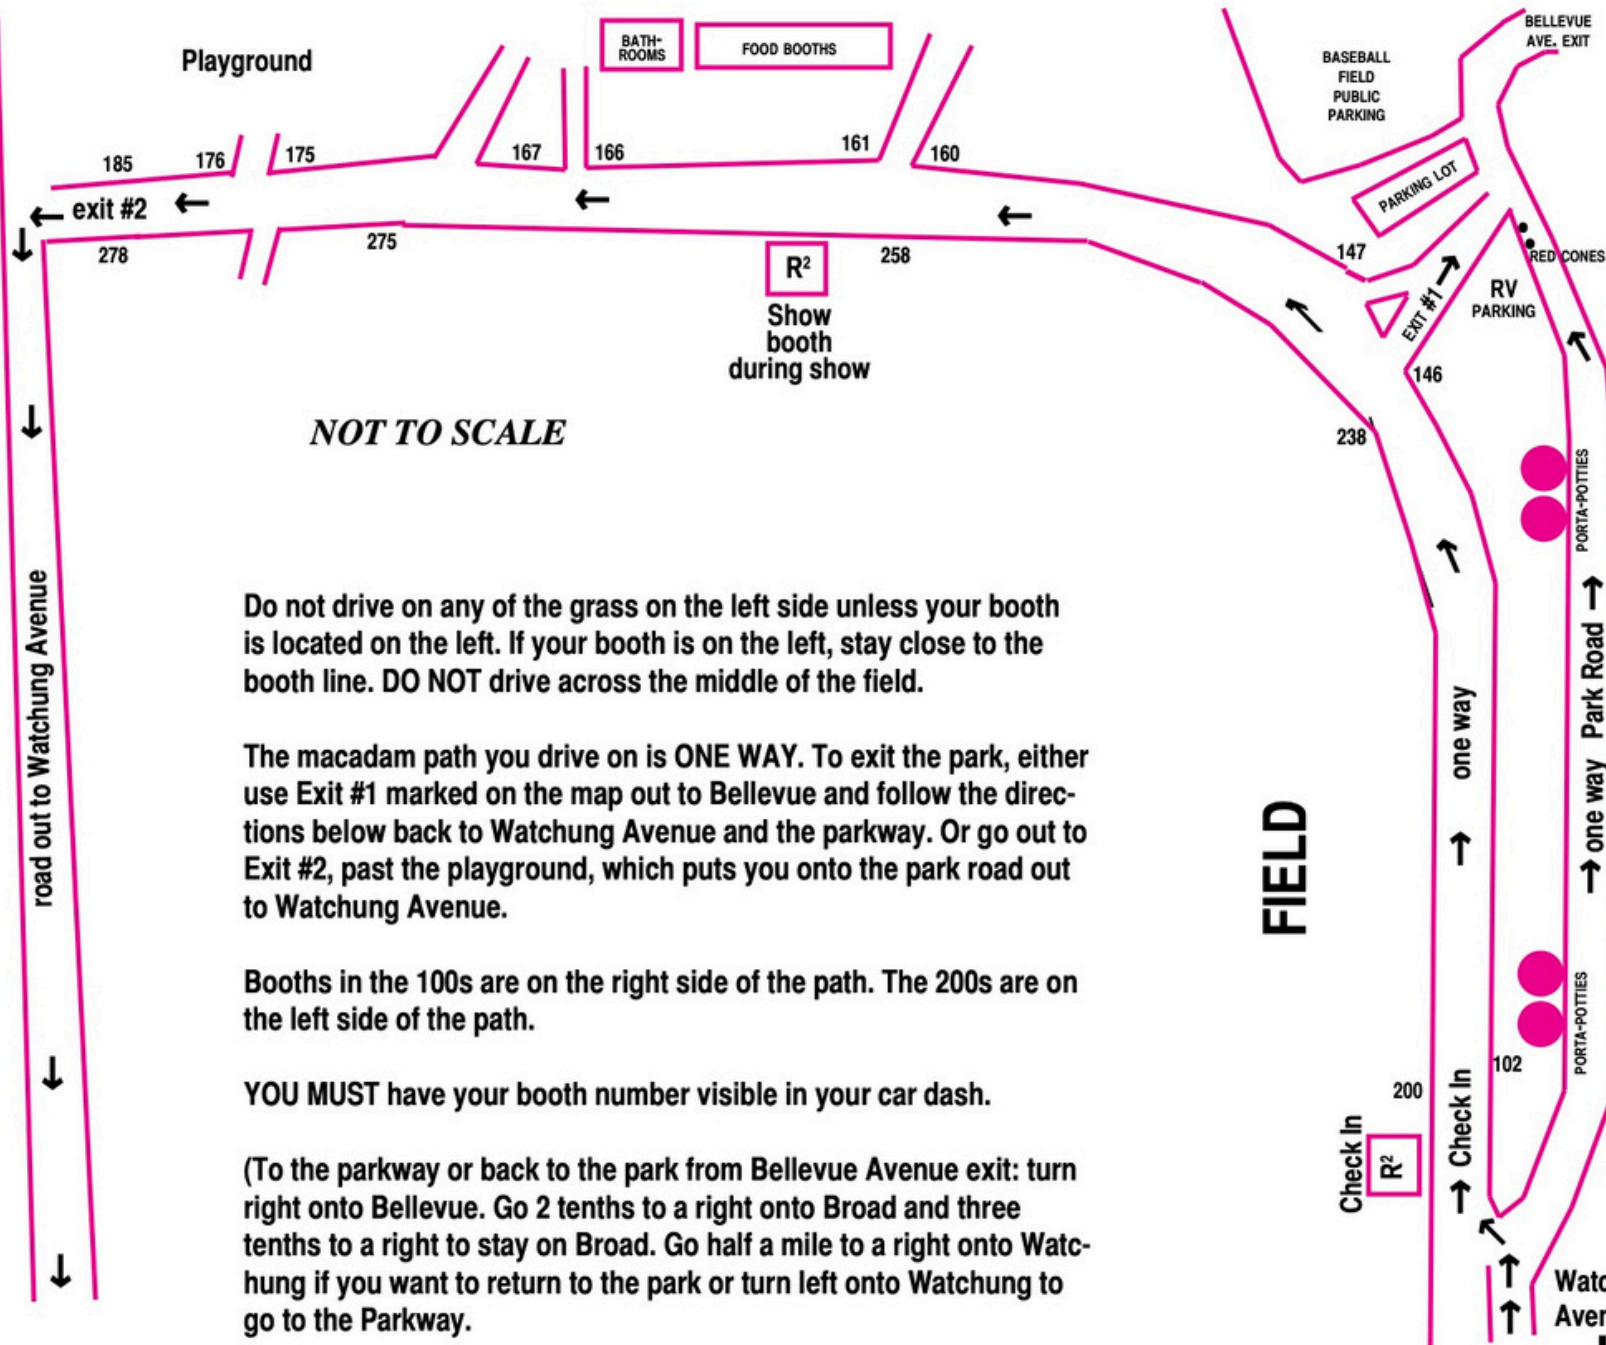 Playground
BATH-
ROOMS
FOOD BOOTHS
BASEBALL
FIELD
PUBLIC
PARKING
BELLEVUE
AVE. EXIT
185
176
175
167
166
161
160
PARKING LOT
exit #2
278
275
R²
258
147
EXIT #1
RED CONES
RV
PARKING
Show
booth
during show
146
238
NOT TO SCALE
PORTA-POTTIES
road out to Watchung Avenue
Do not drive on any of the grass on the left side unless your booth
is located on the left. If your booth is on the left, stay close to the
booth line. DO NOT drive across the middle of the field.
The macadam path you drive on is ONE WAY. To exit the park, either
use Exit #1 marked on the map out to Bellevue and follow the direc-
tions below back to Watchung Avenue and the parkway. Or go out to
Exit #2, past the playground, which puts you onto the park road out
to Watchung Avenue.
Booths in the 100s are on the right side of the path. The 200s are on
the left side of the path.
YOU MUST have your booth number visible in your car dash.
(To the parkway or back to the park from Bellevue Avenue exit: turn
right onto Bellevue. Go 2 tenths to a right onto Broad and three
tenths to a right to stay on Broad. Go half a mile to a right onto Watc-
hung if you want to return to the park or turn left onto Watchung to
go to the Parkway.
FIELD
one way
one way Park Road
PORTA-POTTIES
102
200
Check In
R²
Check In